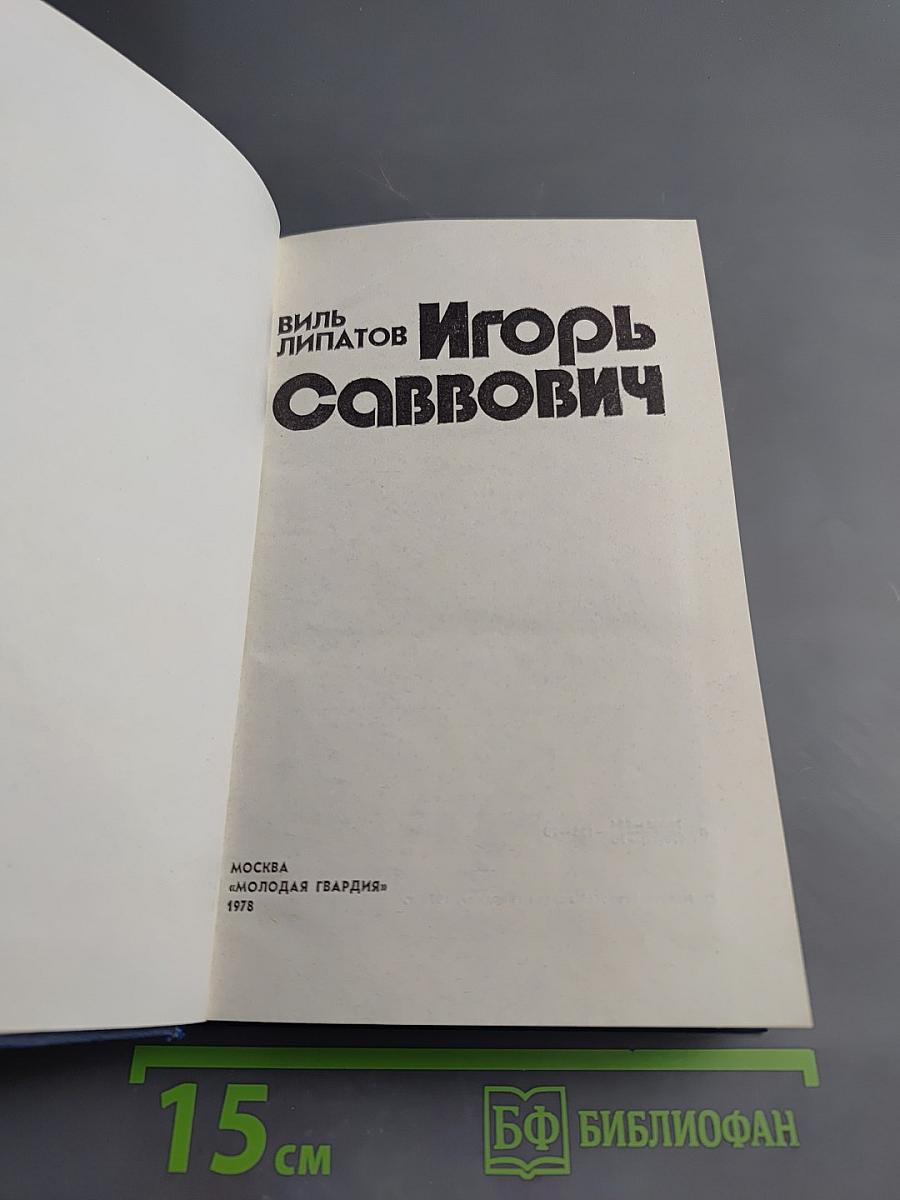 ВИЛЬ
ЛИПАТОВ
Игорь
Саввович
МОСКВА
«МОЛОДАЯ ГВАРДИЯ»
1978
15 см
БФ БИБЛИОФАН